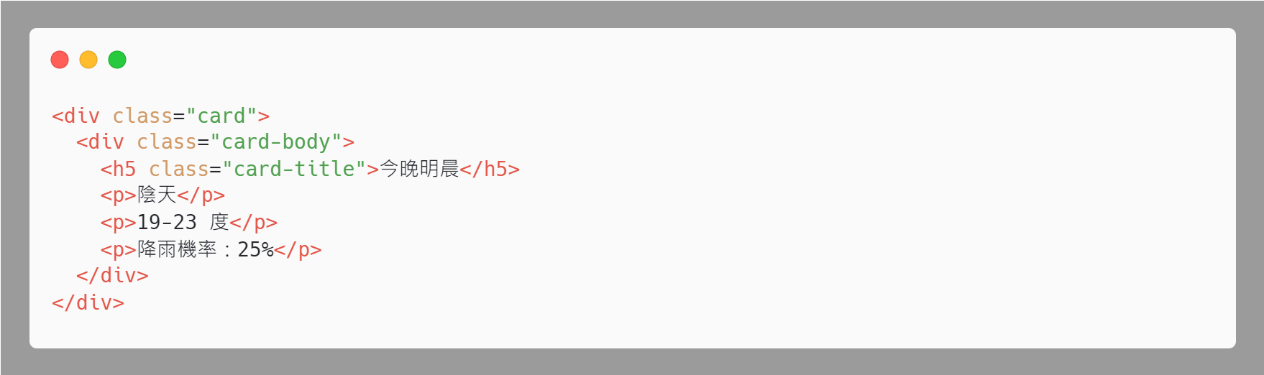 <div class="card">
  <div class="card-body">
    <h5 class="card-title">今晚明晨</h5>
    <p>陰天</p>
    <p>19-23 度</p>
    <p>降雨機率：25%</p>
  </div>
</div>